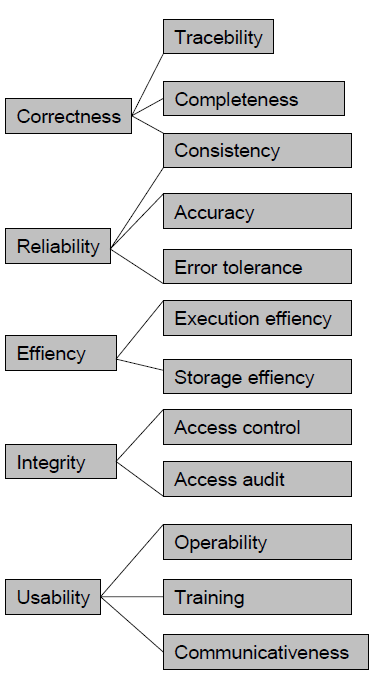 Tracebility
Completeness
Correctness
Consistency
Accuracy
Reliability
Error tolerance
Execution effiency
Effiency
Storage effiency
Access control
Integrity
Access audit
Operability
Usability
Training
Communicativeness